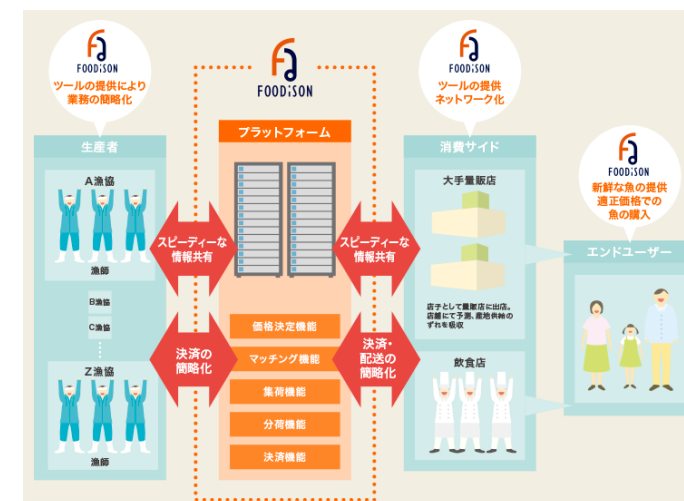 FOODiSON
ツールの提供により
業務の簡略化
生産者
A漁協
漁師
B漁協
C漁協
Z漁協
漁師
FOODiSON
プラットフォーム
価格決定機能
マッチング機能
集荷機能
分荷機能
決済機能
スピーディーな
情報共有
決済の
簡略化
スピーディーな
情報共有
決済・
配送の
簡略化
FOODiSON
ツールの提供
ネットワーク化
消費サイド
大手量販店
店子として量販店に出店。
店舗にて予測、産地供給の
ずれを吸収
飲食店
FOODiSON
新鮮な魚の提供
適正価格での
魚の購入
エンドユーザー